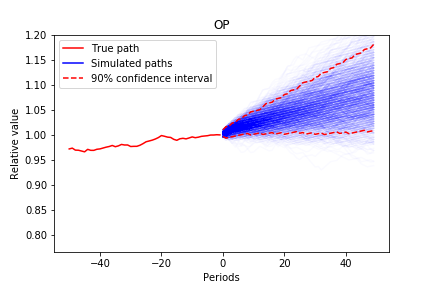 OP
True path
Simulated paths
90% confidence interval
1.20
1.15
1.10
1.05
1.00
0.95
0.90
0.85
0.80
Relative value
−40
−20
0
20
40
Periods